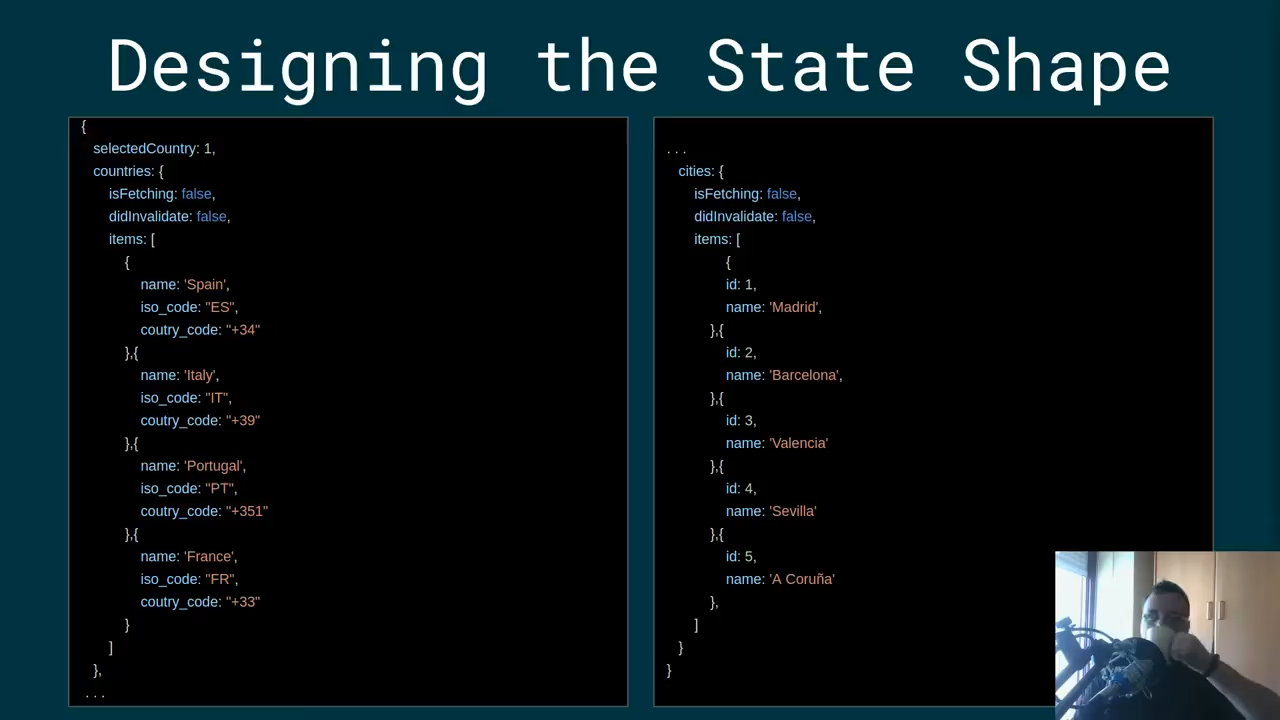 Designing the State Shape
{
selectedCountry: 1,
countries: {
isFetching: false,
didInvalidate: false,
items: [
{
name: 'Spain',
iso_code: "ES",
coutry_code: "+34"
},{
name: 'Italy',
iso_code: "IT",
coutry_code: "+39"
},{
name: 'Portugal',
iso_code: "PT",
coutry_code: "+351"
},{
name: 'France',
iso_code: "FR",
coutry_code: "+33"
}
]
},
. . .
. . .
cities: {
isFetching: false,
didInvalidate: false,
items: [
{
id: 1,
name: 'Madrid',
},{
id: 2,
name: 'Barcelona',
},{
id: 3,
name: 'Valencia'
},{
id: 4,
name: 'Sevilla'
},{
id: 5,
name: 'A Coruña'
},
]
}
}